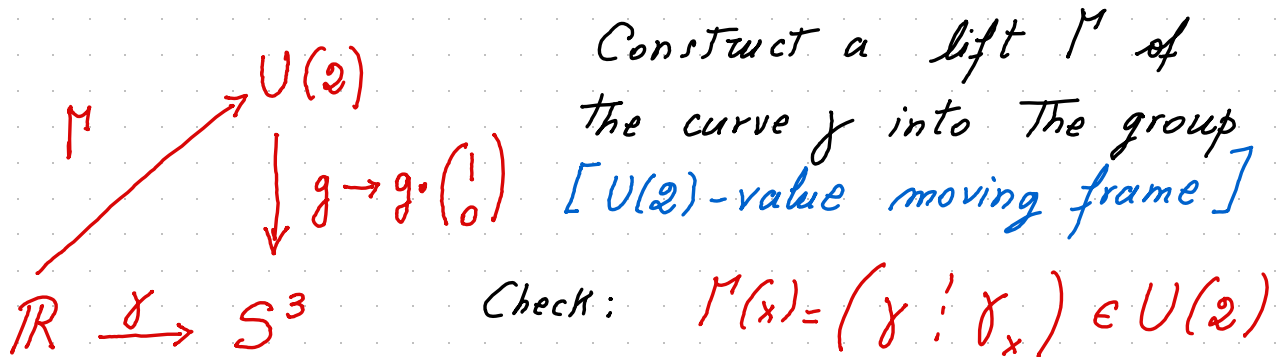 Construct a lift Γ of
the curve γ into the group
[U(2)-value moving frame]
U(2)
Γ
g → g·(1 0)
ℝ γ → S³
Check: Γ(x) = (γ ⋮ γₓ) ∈ U(2)